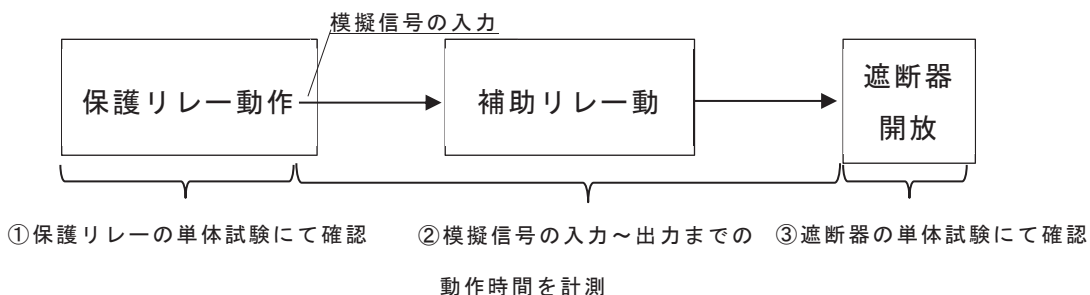 模擬信号の入力
保護リレー動作
補助リレー動
遮断器
開放
①保護リレーの単体試験にて確認
②模擬信号の入力～出力までの
動作時間を計測
③遮断器の単体試験にて確認